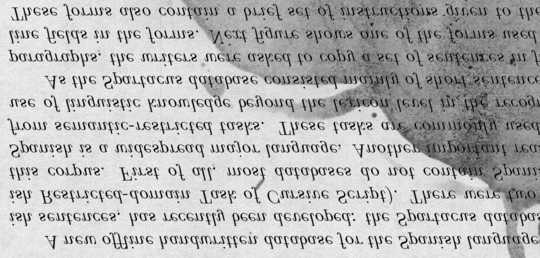 A new offline handwritten database for the Spanish language
ish sentences, has recently been developed: the Spartacus databas
ish Restricted-domain Task of Cursive Script). There were two
this corpus. First of all, most databases do not contain Spani
Spanish is a widespread major language. Another important rea
from semantic-restricted tasks. These tasks are commonly used
use of linguistic knowledge beyond the lexicon level in the recogn
As the Spartacus database consisted mainly of short sentence
paragraphs, the writers were asked to copy a set of sentences in f
line fields in the forms. Next figure shows one of the forms used
These forms also contain a brief set of instructions given to the